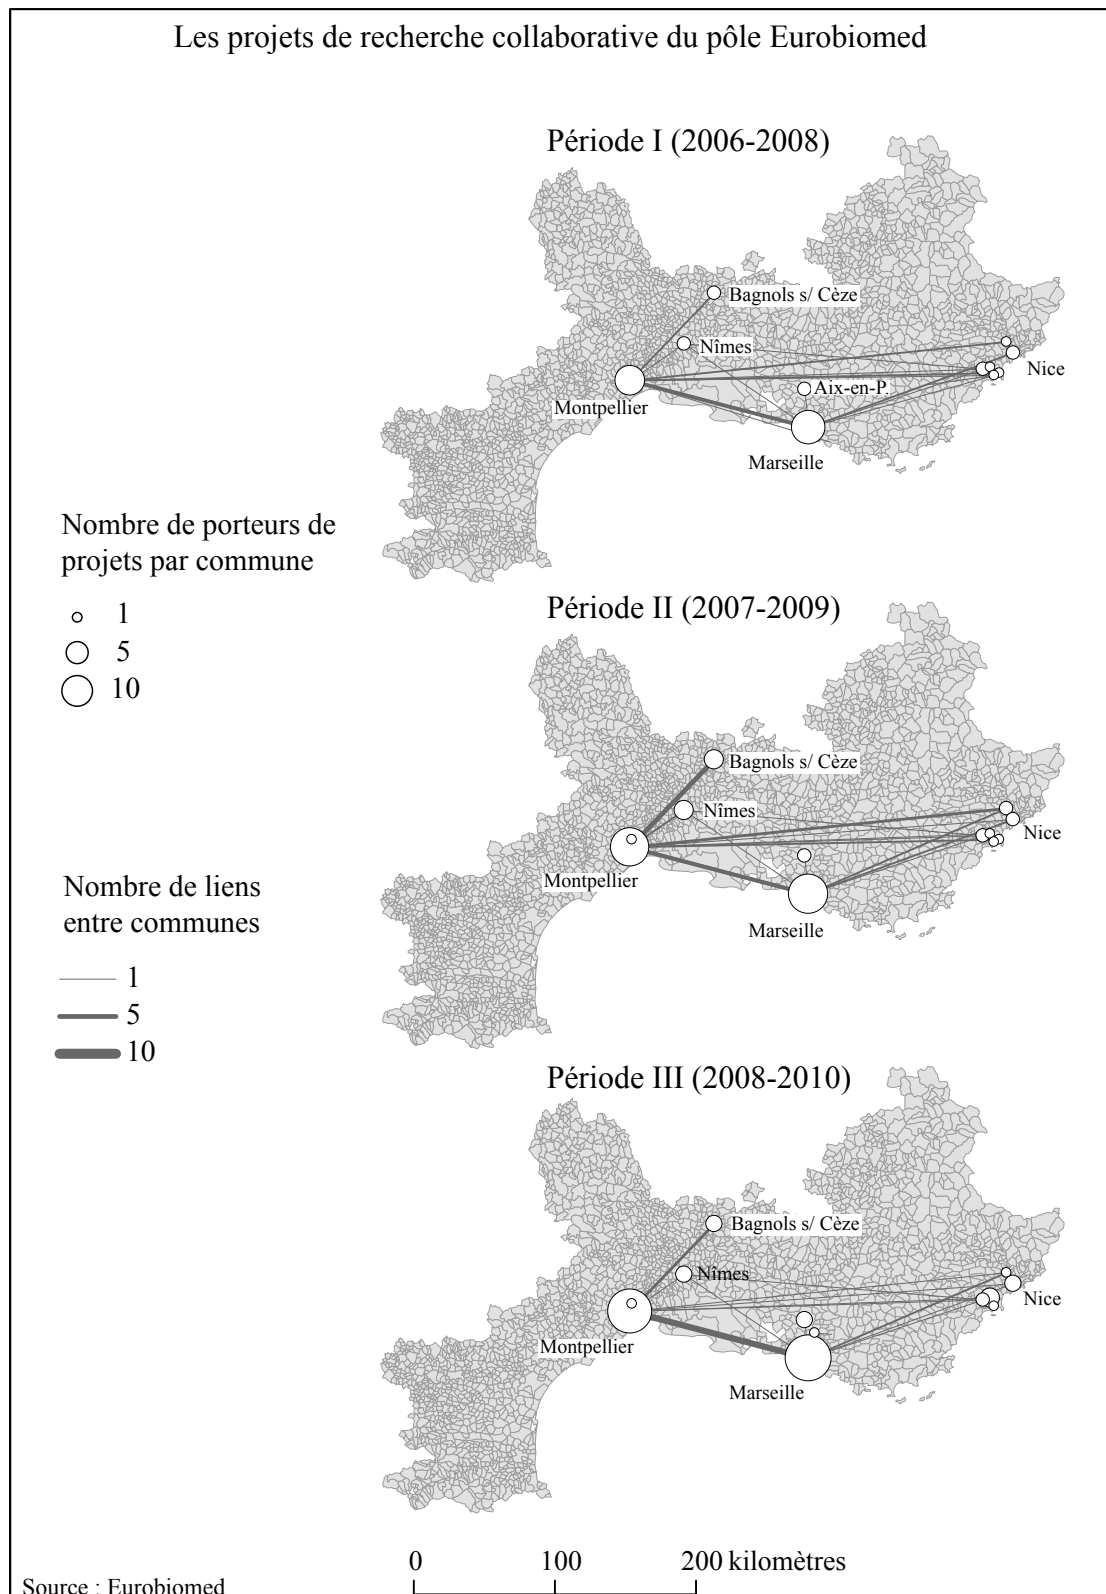 Les projets de recherche collaborative du pôle Eurobiomed
Période I (2006-2008)
Bagnols s/ Cèze
Nîmes
Nice
Aix-en-P.
Montpellier
Marseille
Nombre de porteurs de
projets par commune
1
5
10
Période II (2007-2009)
Bagnols s/ Cèze
Nîmes
Nice
Montpellier
Marseille
Nombre de liens
entre communes
1
5
10
Période III (2008-2010)
Bagnols s/ Cèze
Nîmes
Nice
Montpellier
Marseille
0 100 200 kilomètres
Source : Eurobiomed